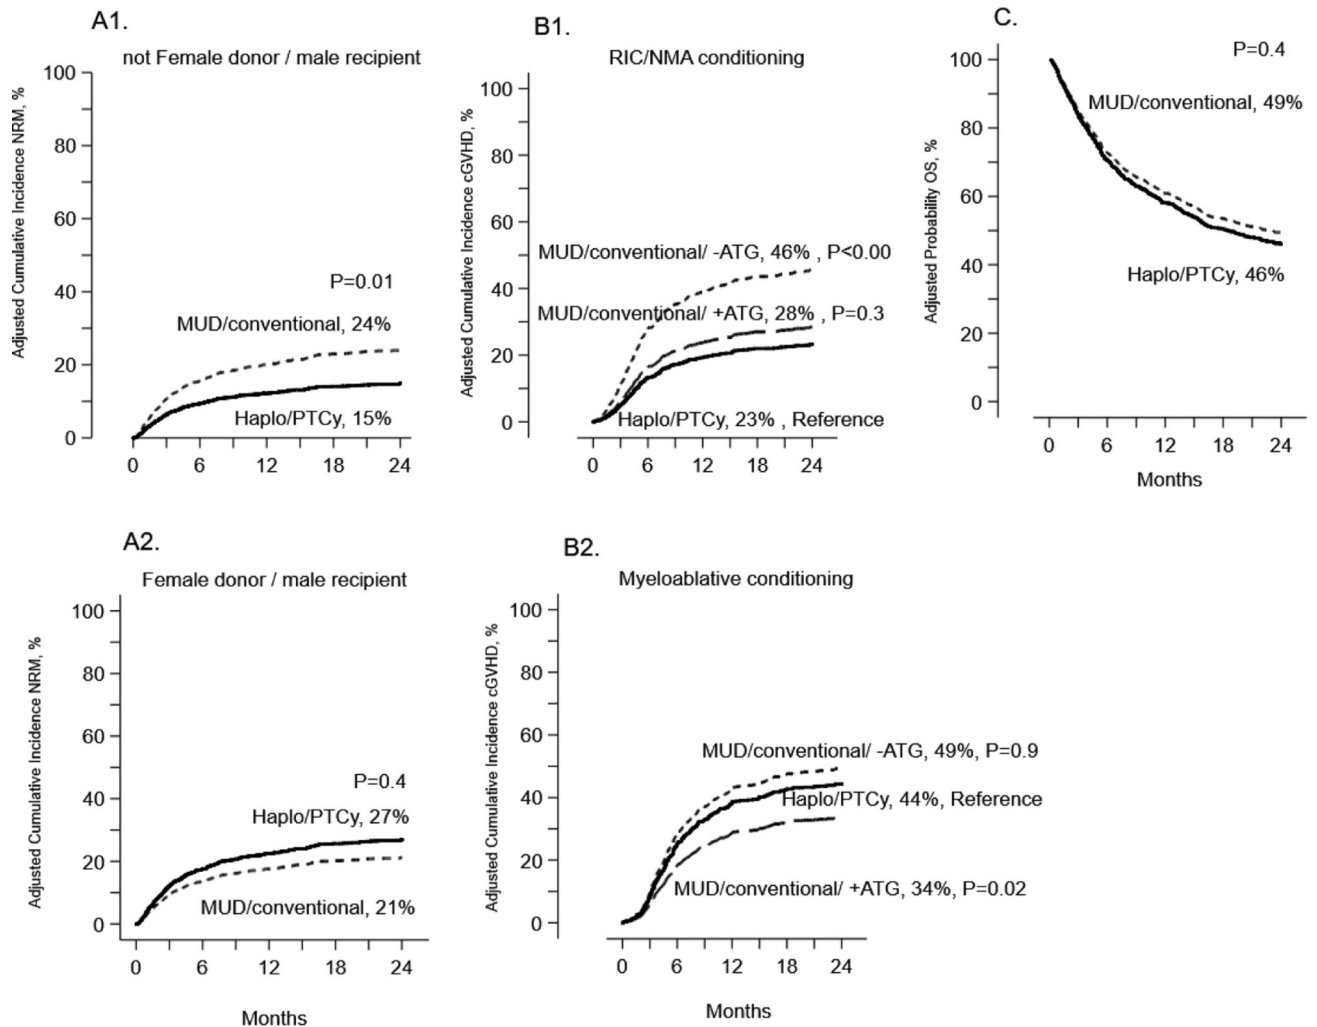 A1.
not Female donor / male recipient
Adjusted Cumulative Incidence NRM, %
100
80
60
40
20
0
P=0.01
MUD/conventional, 24%
Haplo/PTCy, 15%
0 6 12 18 24
B1.
RIC/NMA conditioning
Adjusted Cumulative Incidence cGVHD, %
100
80
60
40
20
0
MUD/conventional/ -ATG, 46% , P<0.00
MUD/conventional/ +ATG, 28% , P=0.3
Haplo/PTCy, 23% , Reference
0 6 12 18 24
C.
Adjusted Probability OS, %
100
80
60
40
20
0
P=0.4
MUD/conventional, 49%
Haplo/PTCy, 46%
0 6 12 18 24
Months
A2.
Female donor / male recipient
Adjusted Cumulative Incidence NRM, %
100
80
60
40
20
0
P=0.4
Haplo/PTCy, 27%
MUD/conventional, 21%
0 6 12 18 24
Months
B2.
Myeloablative conditioning
Adjusted Cumulative Incidence cGVHD, %
100
80
60
40
20
0
MUD/conventional/ -ATG, 49%, P=0.9
Haplo/PTCy, 44%, Reference
MUD/conventional/ +ATG, 34%, P=0.02
0 6 12 18 24
Months